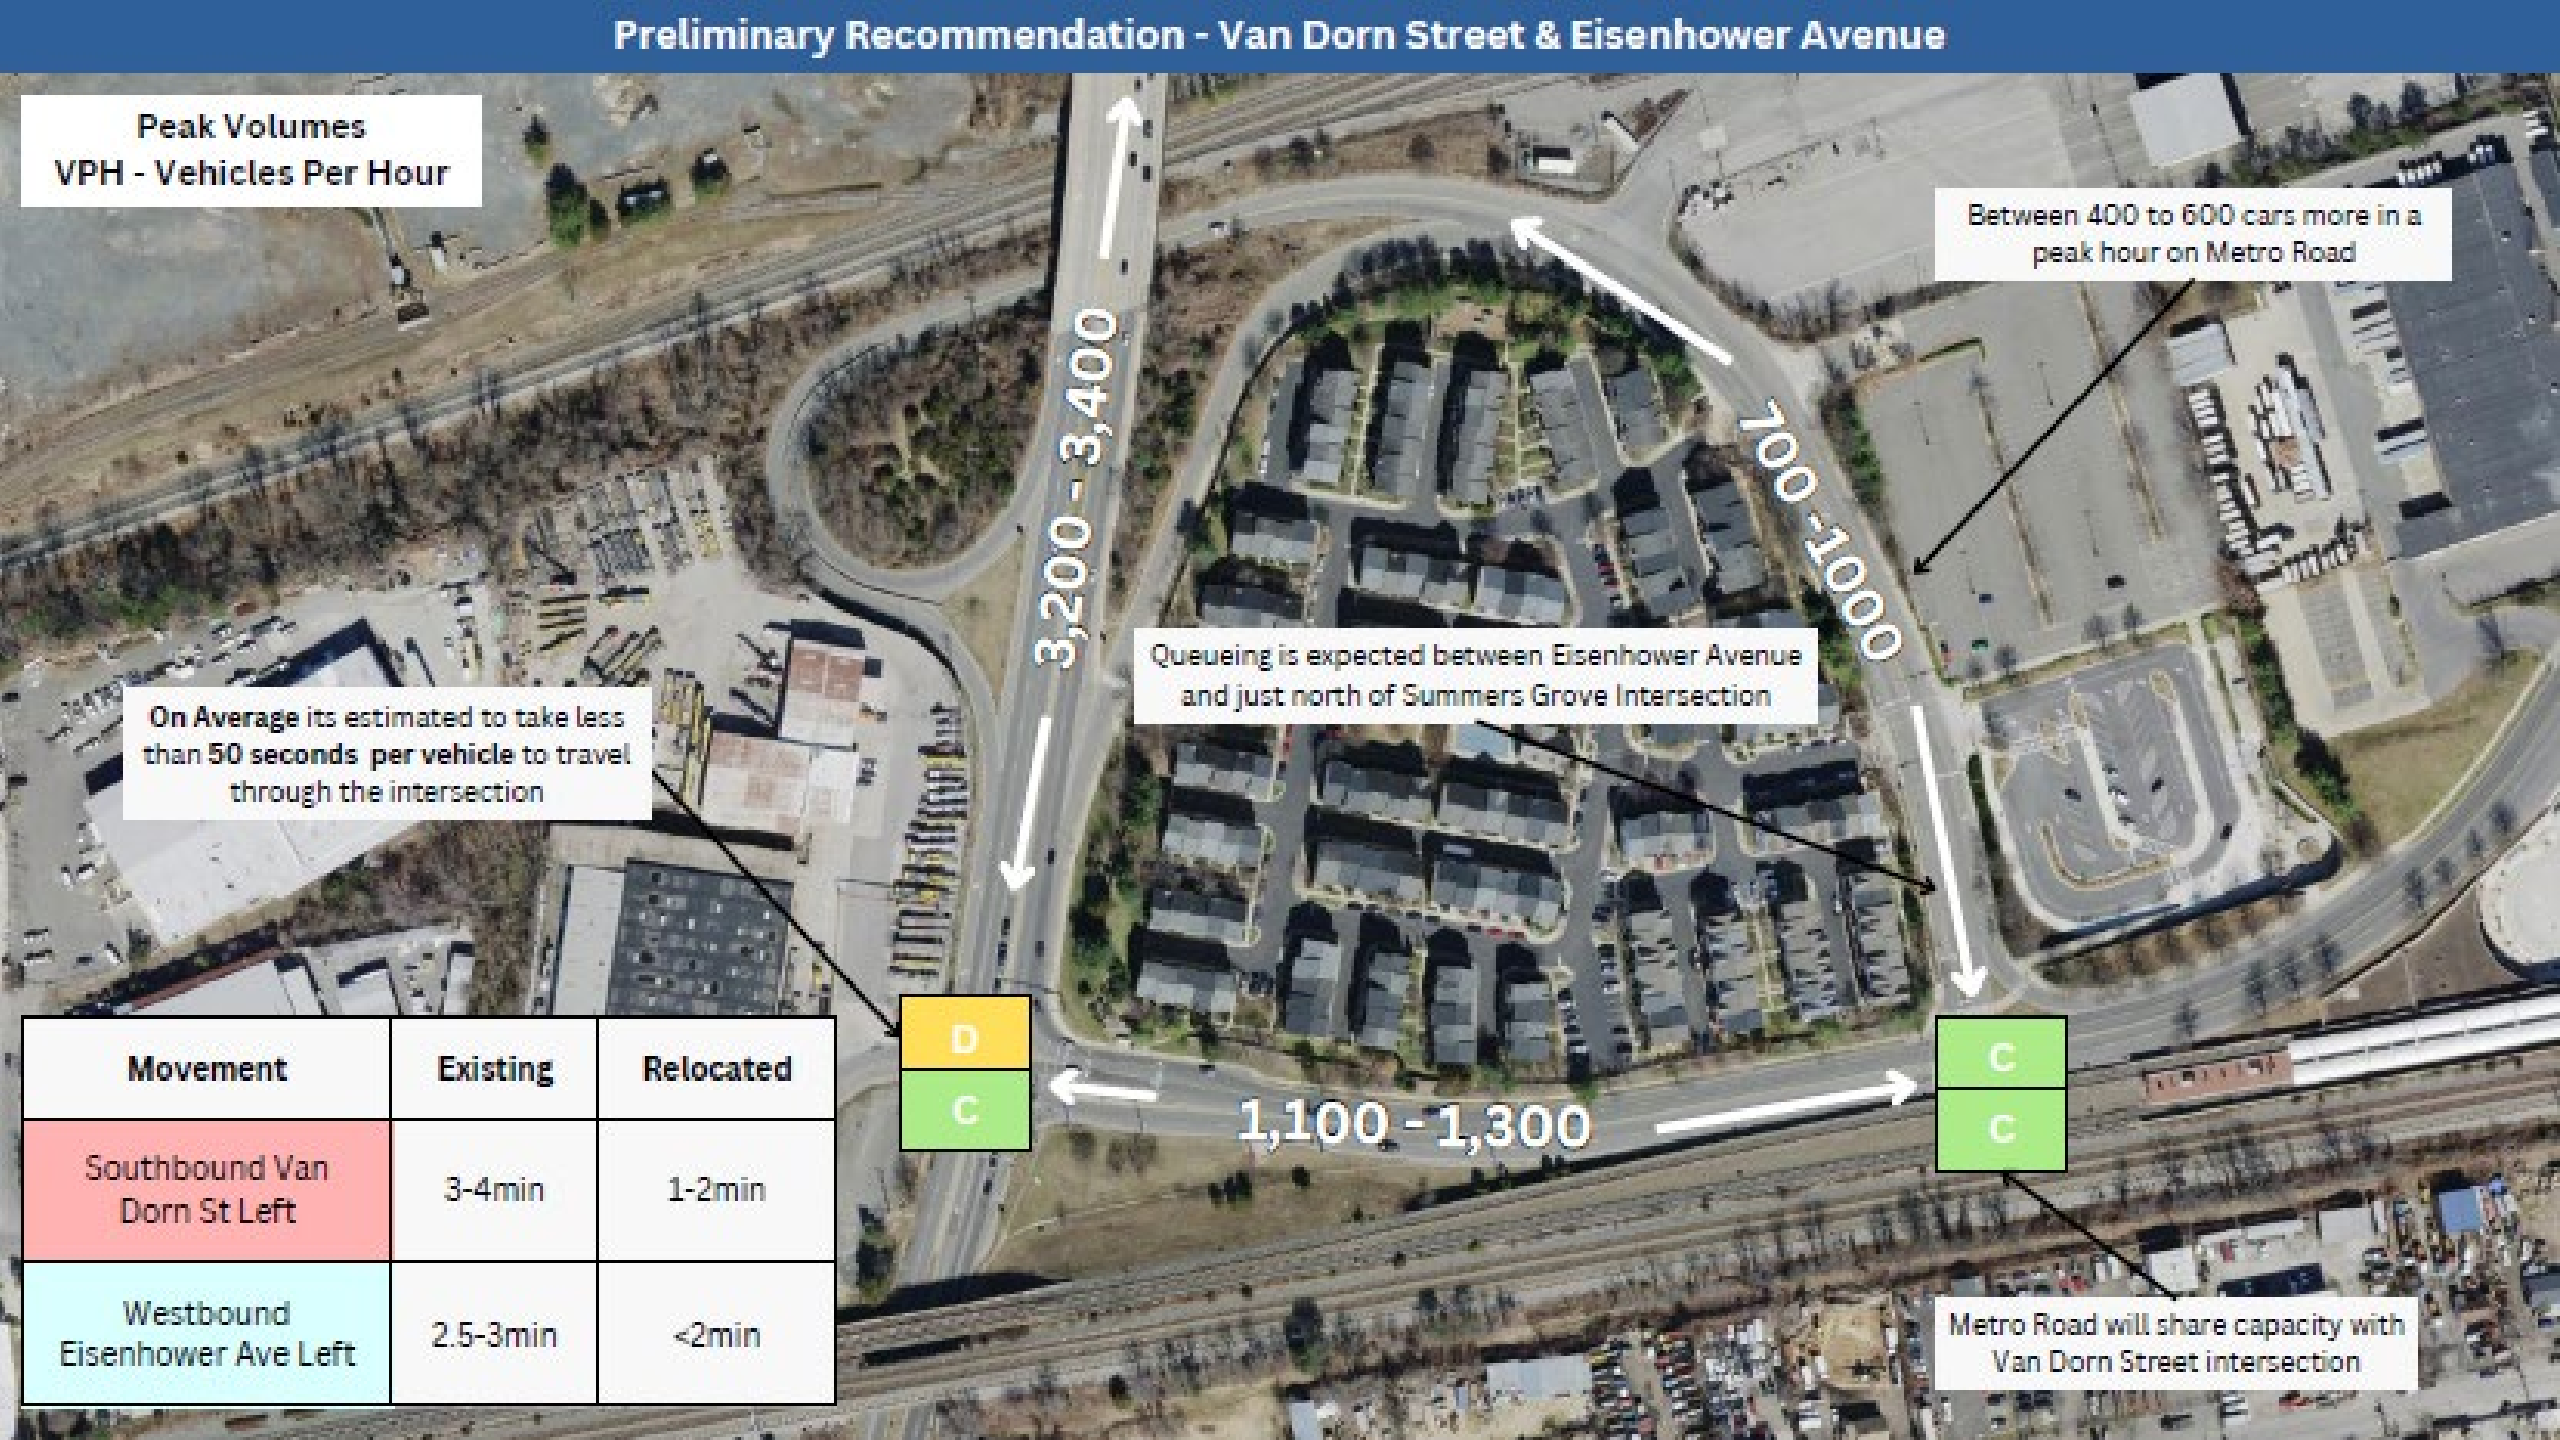 Preliminary Recommendation - Van Dorn Street & Eisenhower Avenue
Peak Volumes
VPH - Vehicles Per Hour
Between 400 to 600 cars more in a
peak hour on Metro Road
3,200 - 3,400
700 -1000
Queueing is expected between Eisenhower Avenue
and just north of Summers Grove Intersection
On Average its estimated to take less
than 50 seconds per vehicle to travel
through the intersection
D
C
C
C
1,100 - 1,300
Movement Existing Relocated
Southbound Van
Dorn St Left
3-4min 1-2min
Westbound
Eisenhower Ave Left
2.5-3min <2min
Metro Road will share capacity with
Van Dorn Street intersection